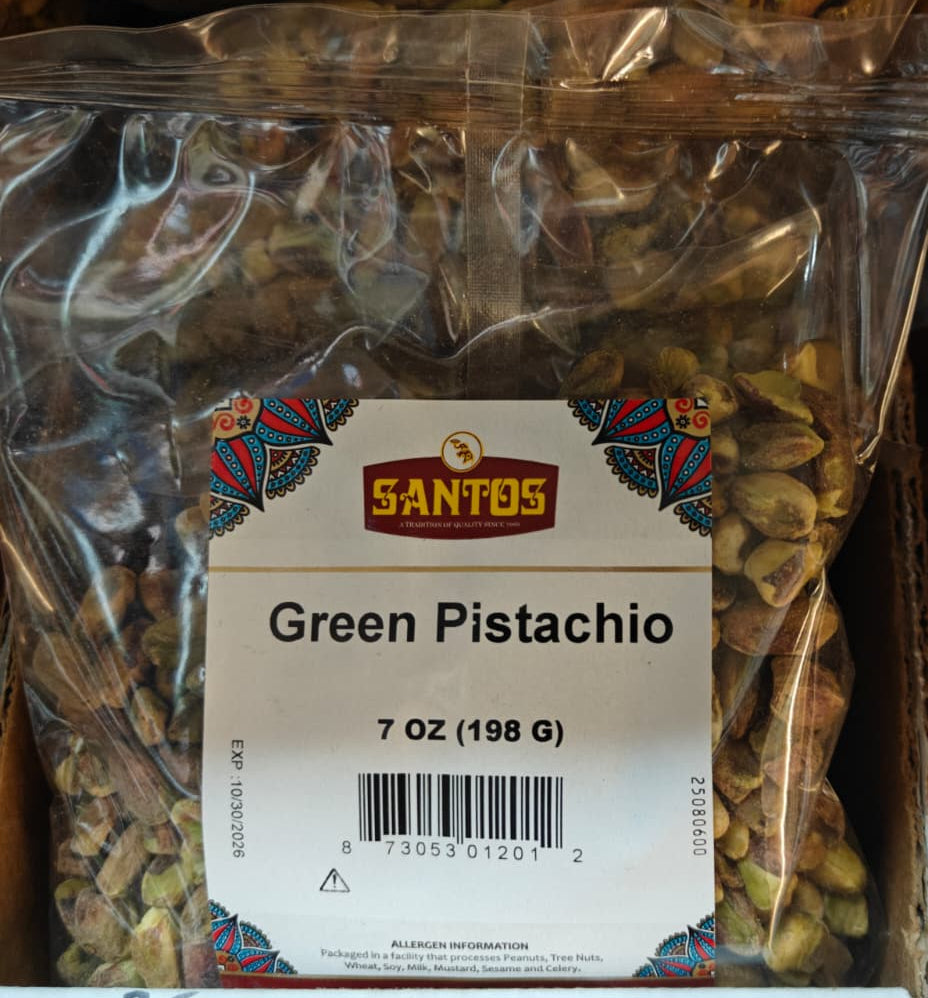 SANTOS
A TRADITION OF QUALITY SINCE
Green Pistachio
7 OZ (198 G)
EXP :10/30/2026
25080600
8 73053 01201 2
ALLERGEN INFORMATION
Packaged in a facility that processes Peanuts, Tree Nuts,
Wheat, Soy, Milk, Mustard, Sesame and Celery.